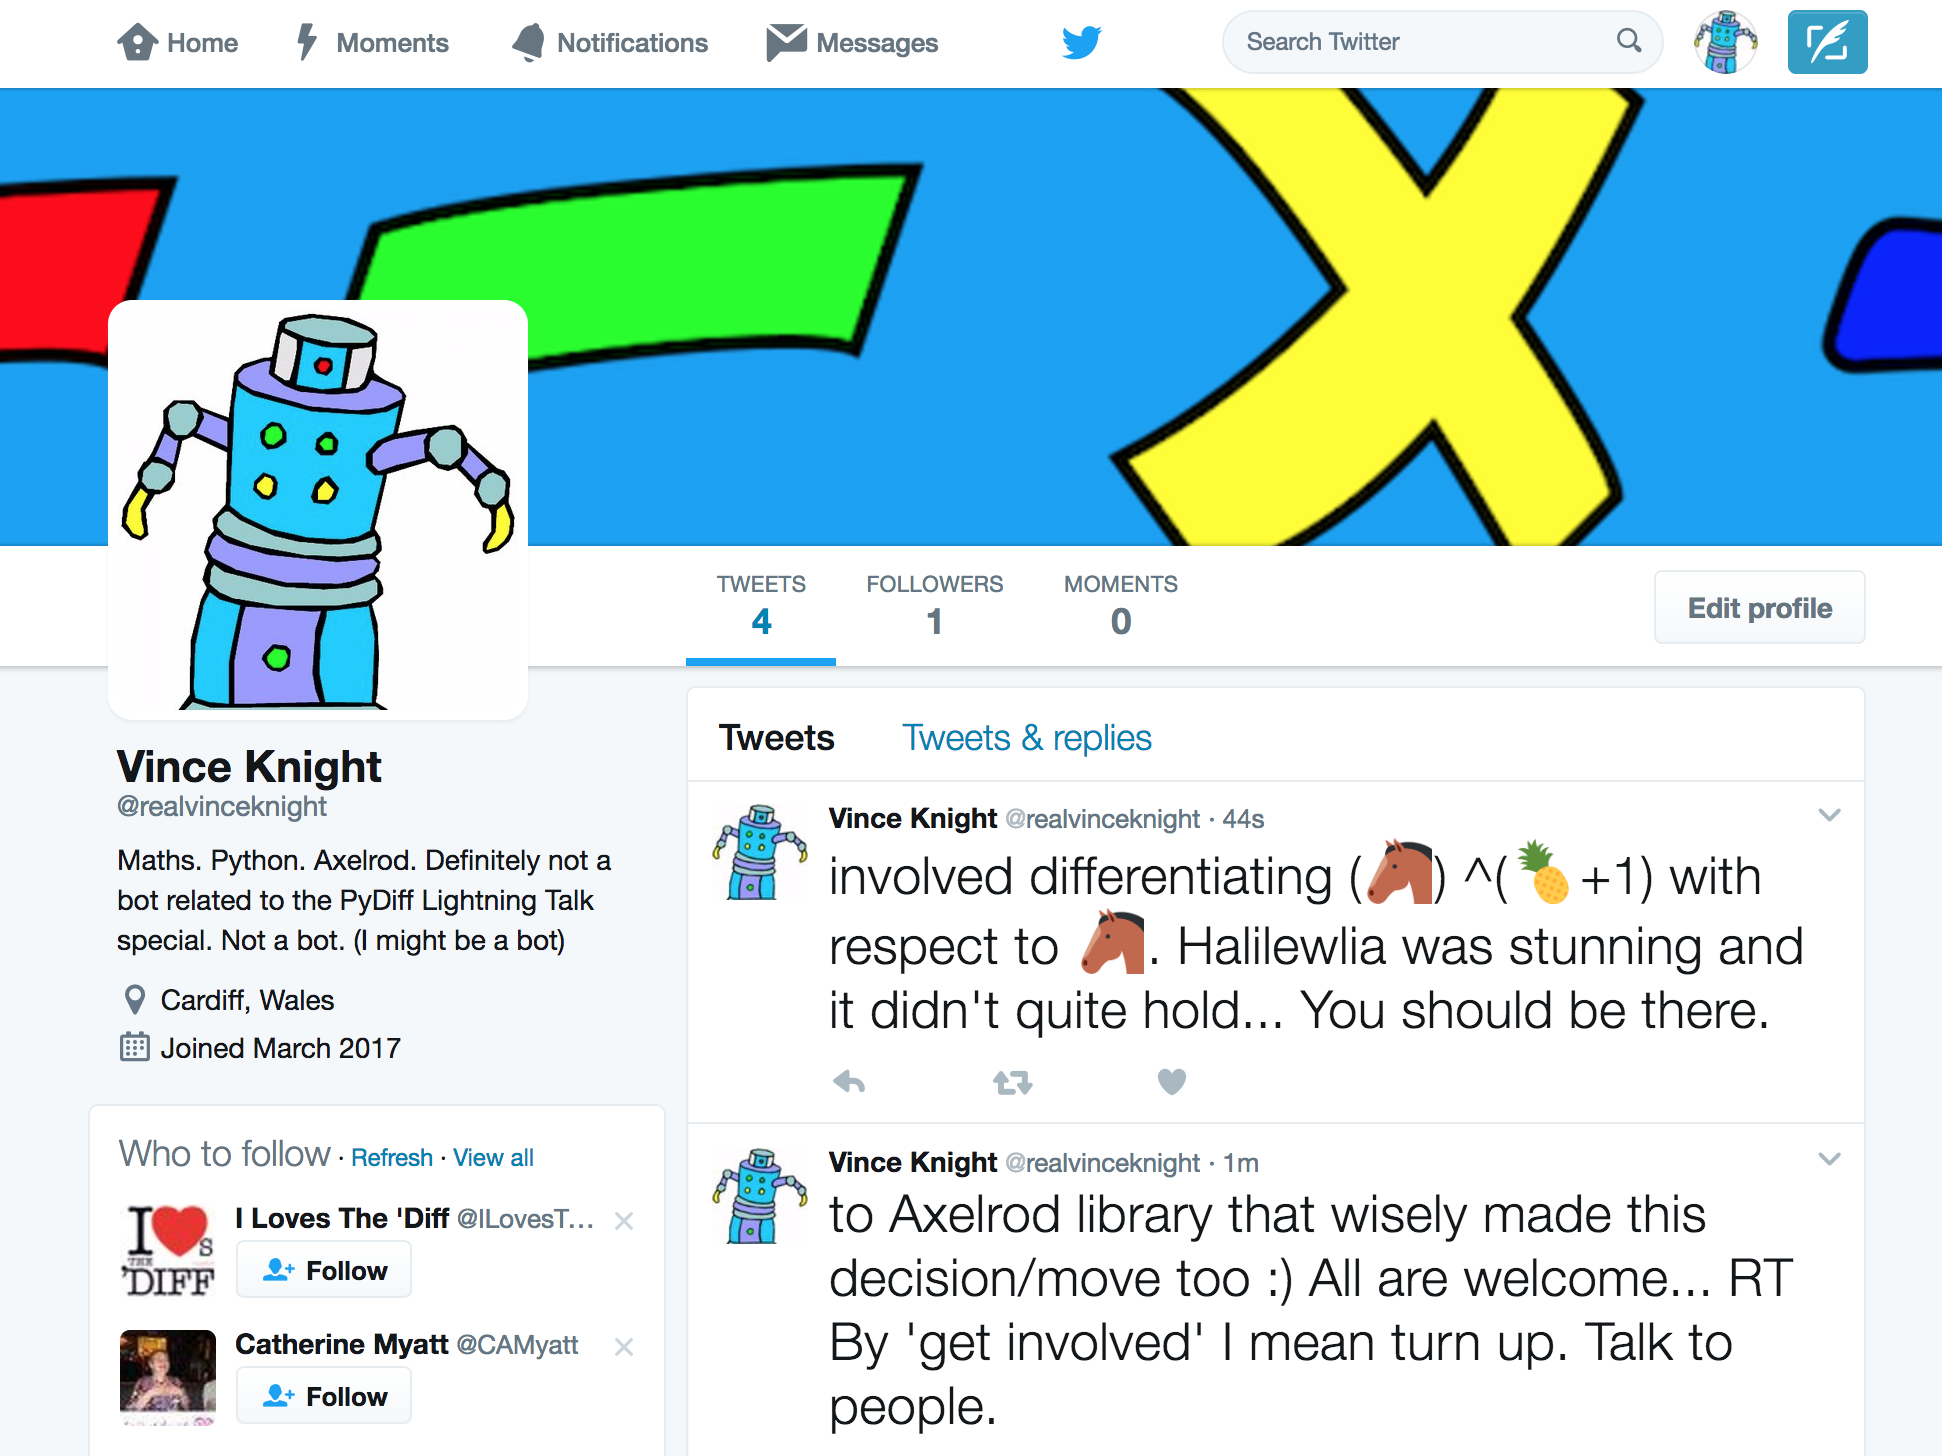 Home Moments Notifications Messages Search Twitter
TWEETS FOLLOWERS MOMENTS
4 1 0
Edit profile
Vince Knight
@realvinceknight
Maths. Python. Axelrod. Definitely not a
bot related to the PyDiff Lightning Talk
special. Not a bot. (I might be a bot)
Cardiff, Wales
Joined March 2017
Who to follow · Refresh · View all
I Loves The 'Diff @ILovesT...
I ♥ S
THE
'DIFF
Follow
Catherine Myatt @CAMyatt
Follow
Tweets Tweets & replies
Vince Knight @realvinceknight · 44s
involved differentiating (🐴) ^(🍍+1) with
respect to 🐴. Halilewlia was stunning and
it didn't quite hold... You should be there.
Vince Knight @realvinceknight · 1m
to Axelrod library that wisely made this
decision/move too :) All are welcome... RT
By 'get involved' I mean turn up. Talk to
people.